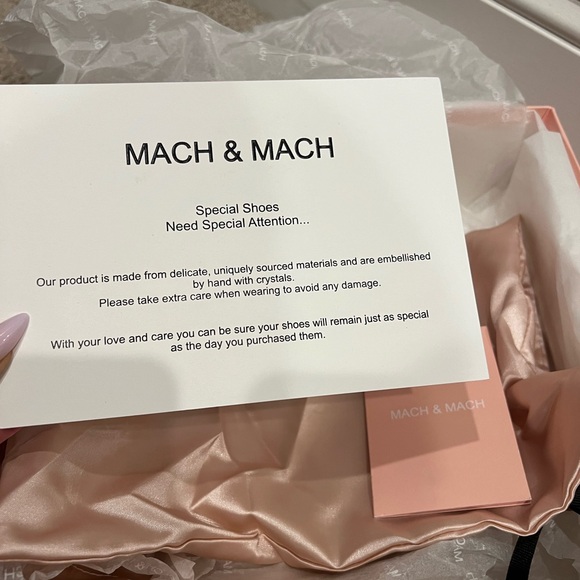 MACH & MACH
Special Shoes
Need Special Attention...
Our product is made from delicate, uniquely sourced materials and are embellished
by hand with crystals.
Please take extra care when wearing to avoid any damage.
With your love and care you can be sure your shoes will remain just as special
as the day you purchased them.
MACH & MACH